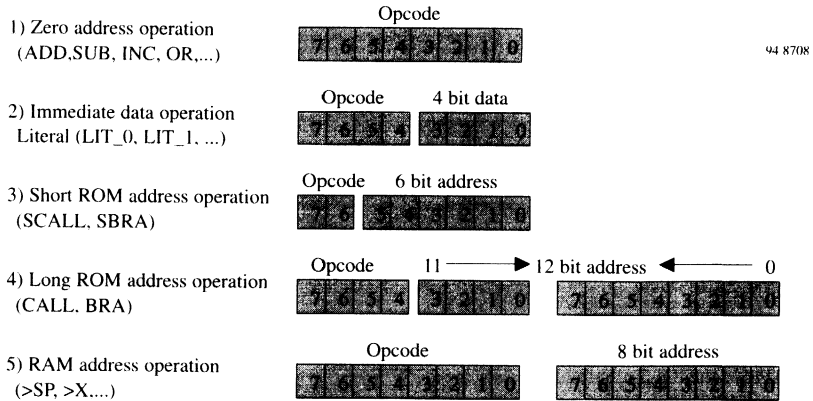 Opcode
1) Zero address operation
(ADD,SUB, INC, OR,...)
7 6 5 4 3 2 1 0
94 8708
Opcode 4 bit data
2) Immediate data operation
Literal (LIT_0, LIT_1, ...)
7 6 5 4 3 2 1 0
Opcode 6 bit address
3) Short ROM address operation
(SCALL, SBRA)
7 6 5 4 3 2 1 0
Opcode 11 12 bit address 0
4) Long ROM address operation
(CALL. BRA)
7 6 5 4 3 2 1 0 7 6 5 4 3 2 1 0
Opcode 8 bit address
5) RAM address operation
(>SP, >X,...)
7 6 5 4 3 2 1 0 7 6 5 4 3 2 1 0